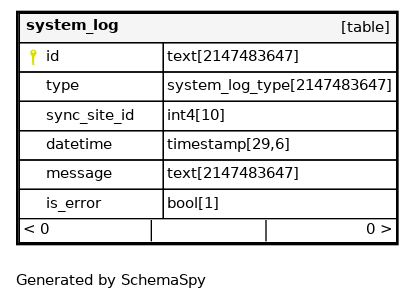 system_log [table]
id text[2147483647]
type system_log_type[2147483647]
sync_site_id int4[10]
datetime timestamp[29,6]
message text[2147483647]
is_error bool[1]
< 0 0 >
Generated by SchemaSpy